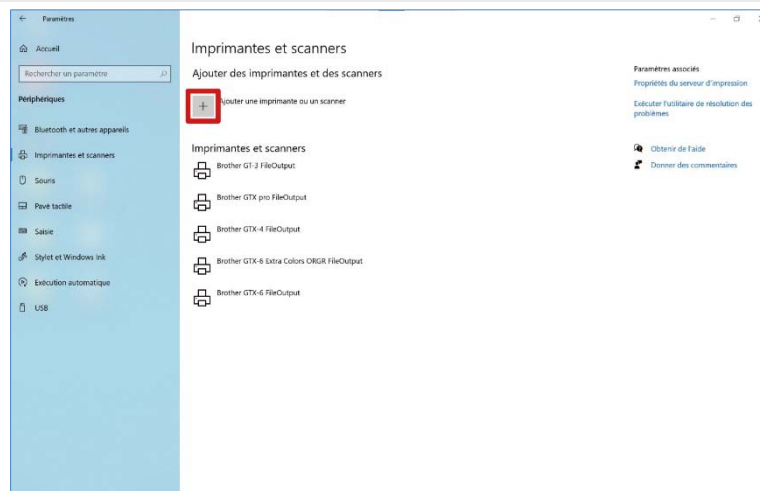 Paramètres
Accueil
Rechercher un paramètre
Périphériques
Bluetooth et autres appareils
Imprimantes et scanners
Souris
Pavé tactile
Saisie
Stylet et Windows Ink
Exécution automatique
USB
Imprimantes et scanners
Ajouter des imprimantes et des scanners
Ajouter une imprimante ou un scanner
Imprimantes et scanners
Brother GT-3 FileOutput
Brother GTX pro FileOutput
Brother GTX-4 FileOutput
Brother GTX-6 Extra Colors ORGR FileOutput
Brother GTX-6 FileOutput
Paramètres associés
Propriétés du serveur d'impression
Exécuter l'utilitaire de résolution des
problèmes
Obtenir de l'aide
Donner des commentaires